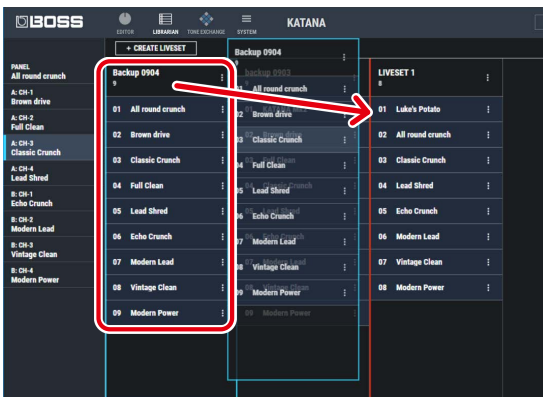 BOSS
EDITOR
LIBRARIAN
TONE EXCHANGE
SYSTEM
KATANA
+ CREATE LIVESET
PANEL
All round crunch
A: CH-1
Brown drive
A: CH-2
Full Clean
A: CH-3
Classic Crunch
A: CH-4
Lead Shred
B: CH-1
Echo Crunch
B: CH-2
Modern Lead
B: CH-3
Vintage Clean
B: CH-4
Modern Power
Backup 0904
9
01 All round crunch
02 Brown drive
03 Classic Crunch
04 Full Clean
05 Lead Shred
06 Echo Crunch
07 Modern Lead
08 Vintage Clean
09 Modern Power
Backup 0904
9
backup 0903
01 All round crunch
02 Brown drive
03 Classic Crunch
04 Full Clean
05 Lead Shred
06 Echo Crunch
07 Modern Lead
08 Vintage Clean
09 Modern Power
09 Modern Power
LIVESET 1
8
01 Luke's Potato
02 All round crunch
03 Classic Crunch
04 Lead Shred
05 Echo Crunch
06 Modern Lead
07 Vintage Clean
08 Modern Power